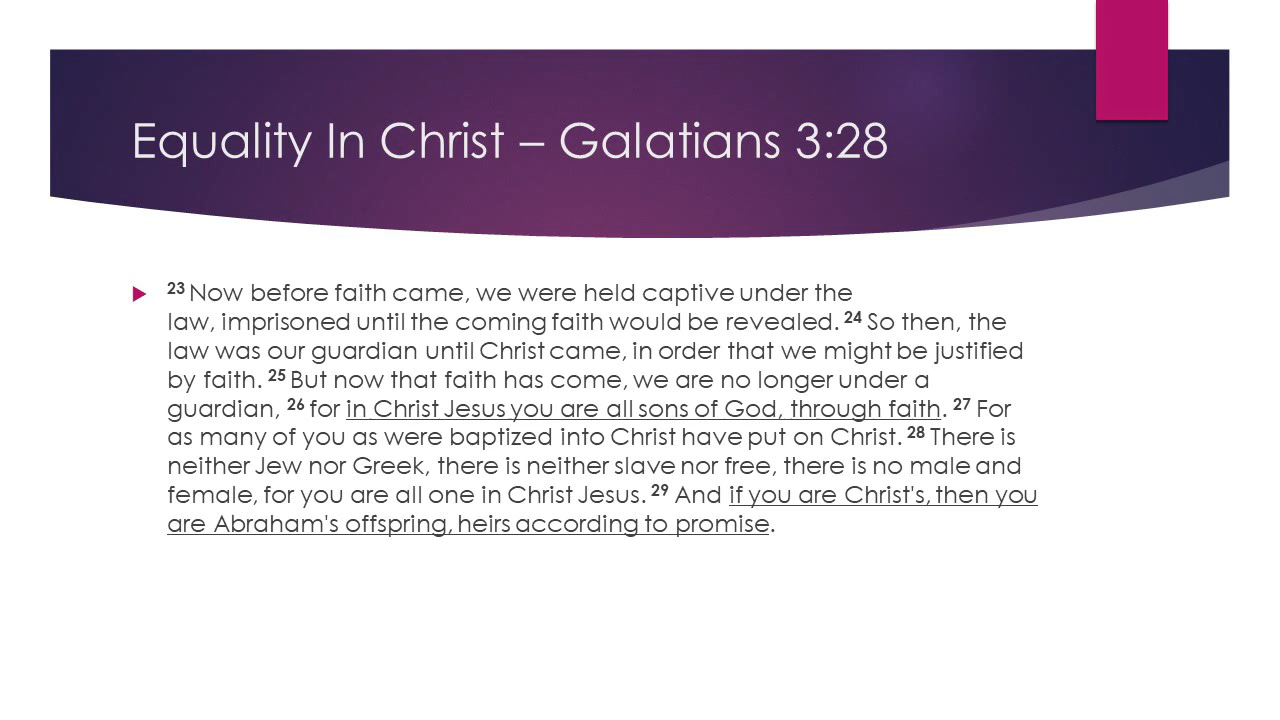 Equality In Christ – Galatians 3:28
23 Now before faith came, we were held captive under the
law, imprisoned until the coming faith would be revealed. 24 So then, the
law was our guardian until Christ came, in order that we might be justified
by faith. 25 But now that faith has come, we are no longer under a
guardian, 26 for in Christ Jesus you are all sons of God, through faith. 27 For
as many of you as were baptized into Christ have put on Christ. 28 There is
neither Jew nor Greek, there is neither slave nor free, there is no male and
female, for you are all one in Christ Jesus. 29 And if you are Christ's, then you
are Abraham's offspring, heirs according to promise.